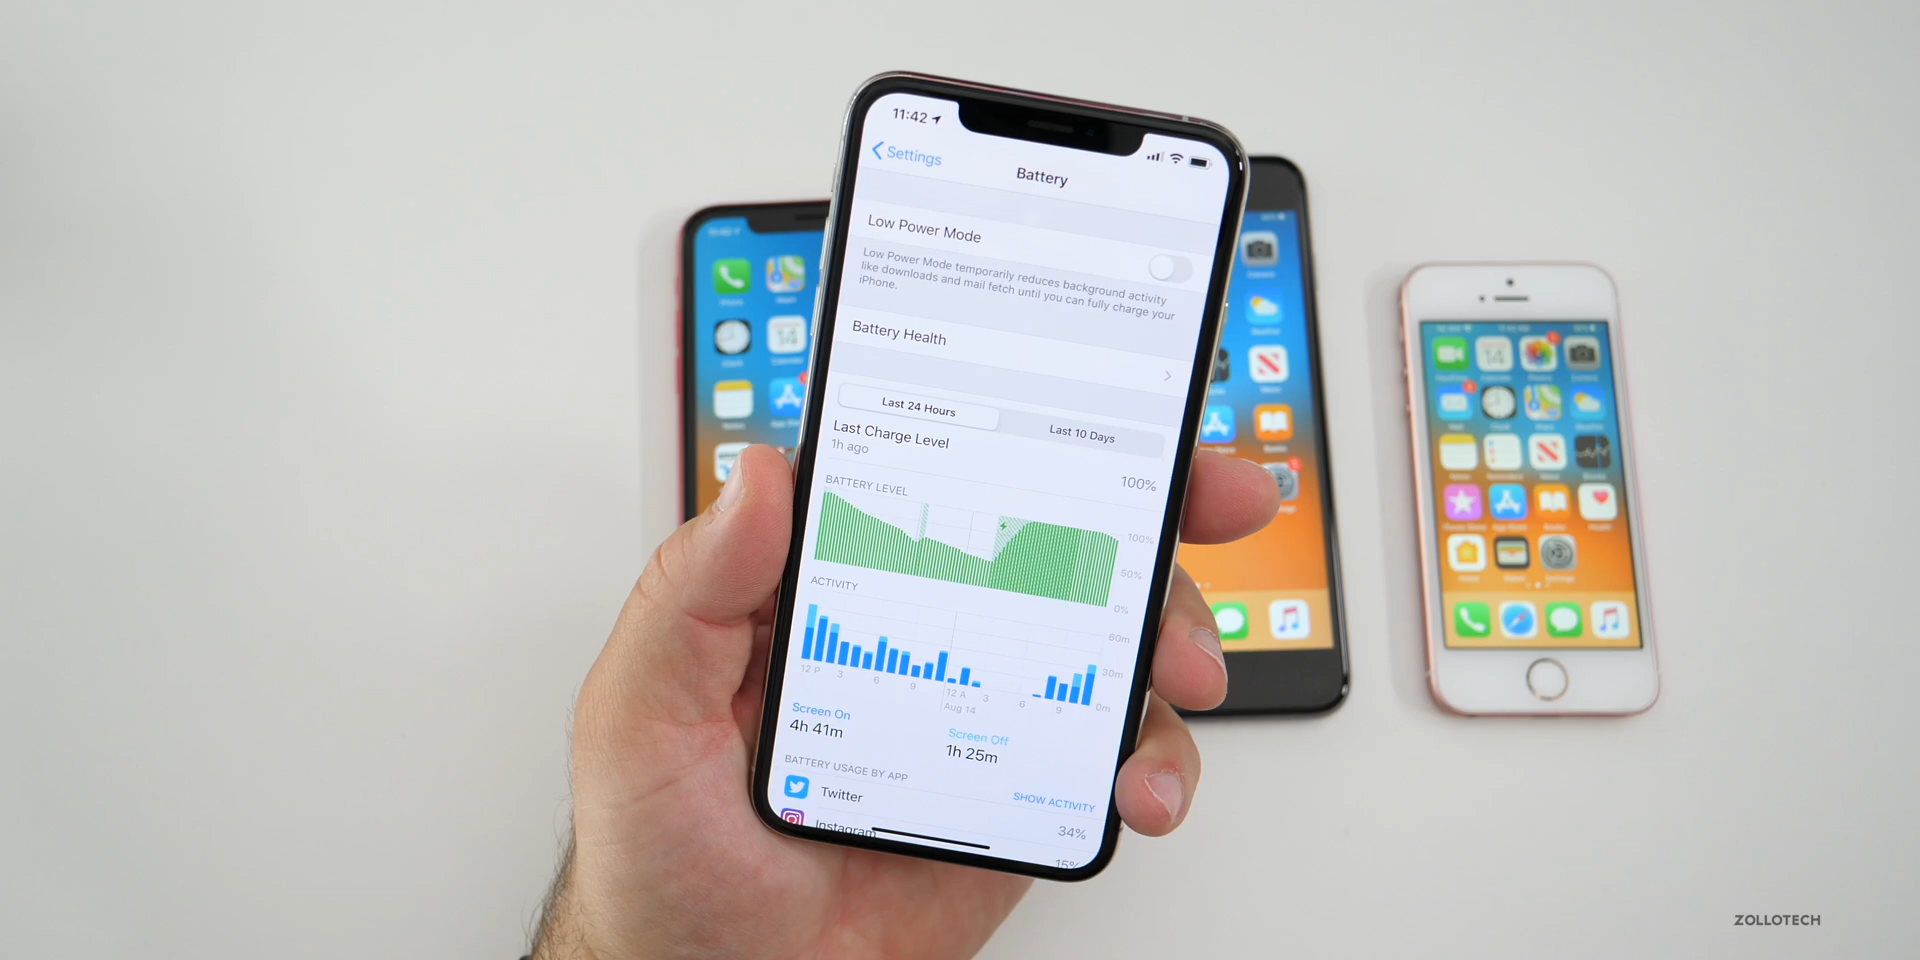 11:42
Settings
Battery
Low Power Mode
Low Power Mode temporarily reduces background activity
like downloads and mail fetch until you can fully charge your
iPhone.
Battery Health
Last 24 Hours
Last 10 Days
Last Charge Level
1h ago
100%
BATTERY LEVEL
100%
50%
0%
ACTIVITY
60m
30m
0m
12 P
3
6
9
12 A
3
6
9
Aug 14
Screen On
4h 41m
Screen Off
1h 25m
BATTERY USAGE BY APP
SHOW ACTIVITY
Twitter
34%
Instagram
15%
ZOLLOTECH